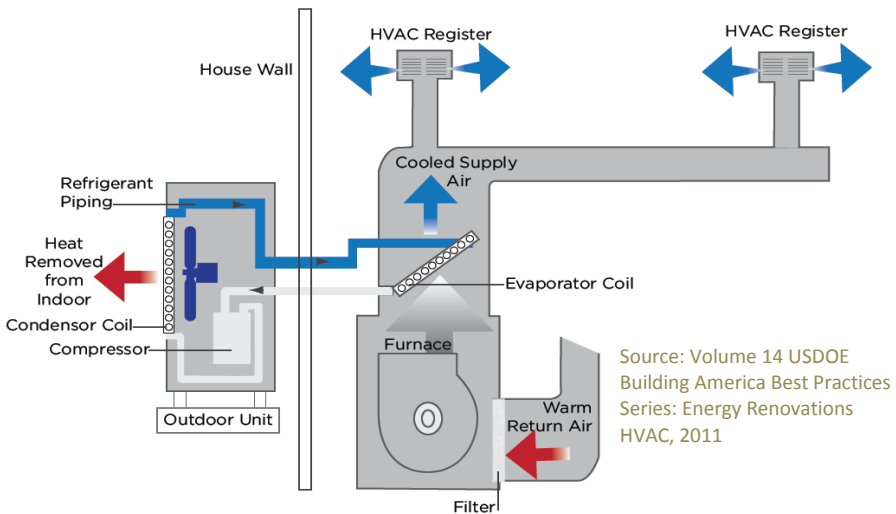 HVAC Register
HVAC Register
House Wall
Cooled Supply
Air
Refrigerant
Piping
Heat
Removed
from
Indoor
Evaporator Coil
Condensor Coil
Compressor
Furnace
Outdoor Unit
Warm
Return Air
Filter
Source: Volume 14 USDOE
Building America Best Practices
Series: Energy Renovations
HVAC, 2011